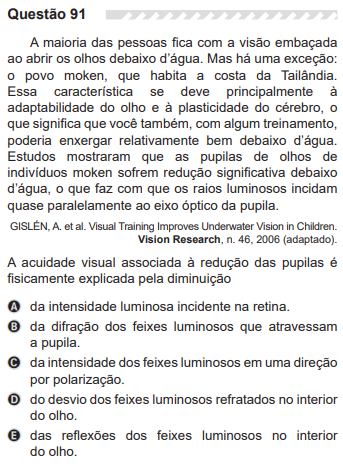 Questão 91
A maioria das pessoas fica com a visão embaçada
ao abrir os olhos debaixo d'água. Mas há uma exceção:
o povo moken, que habita a costa da Tailândia.
Essa característica se deve principalmente à
adaptabilidade do olho e à plasticidade do cérebro, o
que significa que você também, com algum treinamento,
poderia enxergar relativamente bem debaixo d'água.
Estudos mostraram que as pupilas de olhos de
indivíduos moken sofrem redução significativa debaixo
d'água, o que faz com que os raios luminosos incidam
quase paralelamente ao eixo óptico da pupila.
GISLÉN, A. et al. Visual Training Improves Underwater Vision in Children.
Vision Research, n. 46, 2006 (adaptado).
A acuidade visual associada à redução das pupilas é
fisicamente explicada pela diminuição
A da intensidade luminosa incidente na retina.
B da difração dos feixes luminosos que atravessam
a pupila.
C da intensidade dos feixes luminosos em uma direção
por polarização.
D do desvio dos feixes luminosos refratados no interior
do olho.
E das reflexões dos feixes luminosos no interior
do olho.